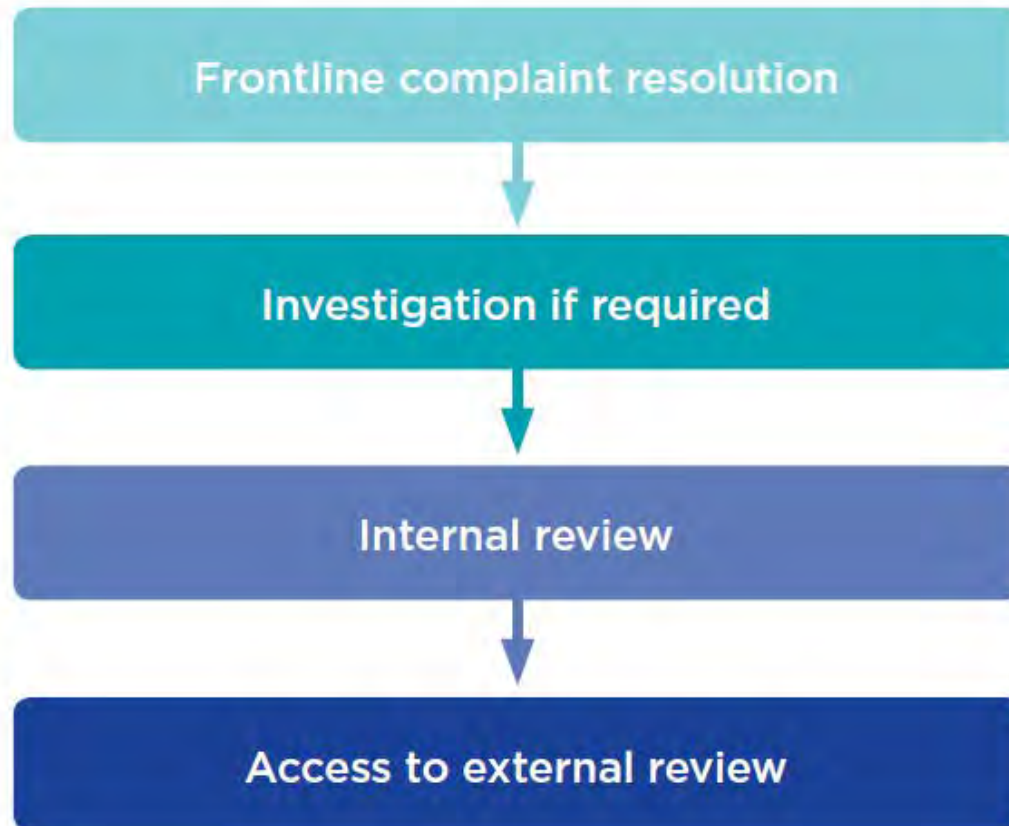 Frontline complaint resolution
Investigation if required
Internal review
Access to external review